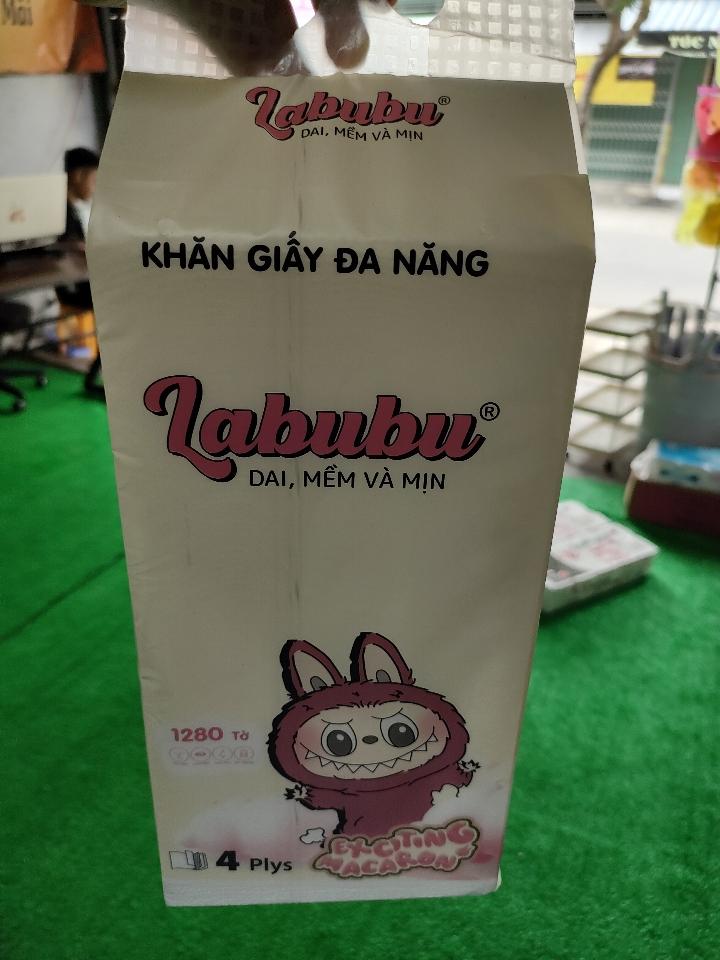 Labubu®
DAI, MỀM VÀ MỊN
KHĂN GIẤY ĐA NĂNG
Labubu®
DAI, MỀM VÀ MỊN
1280 TỜ
4 Plys
EXCITING
MACARON